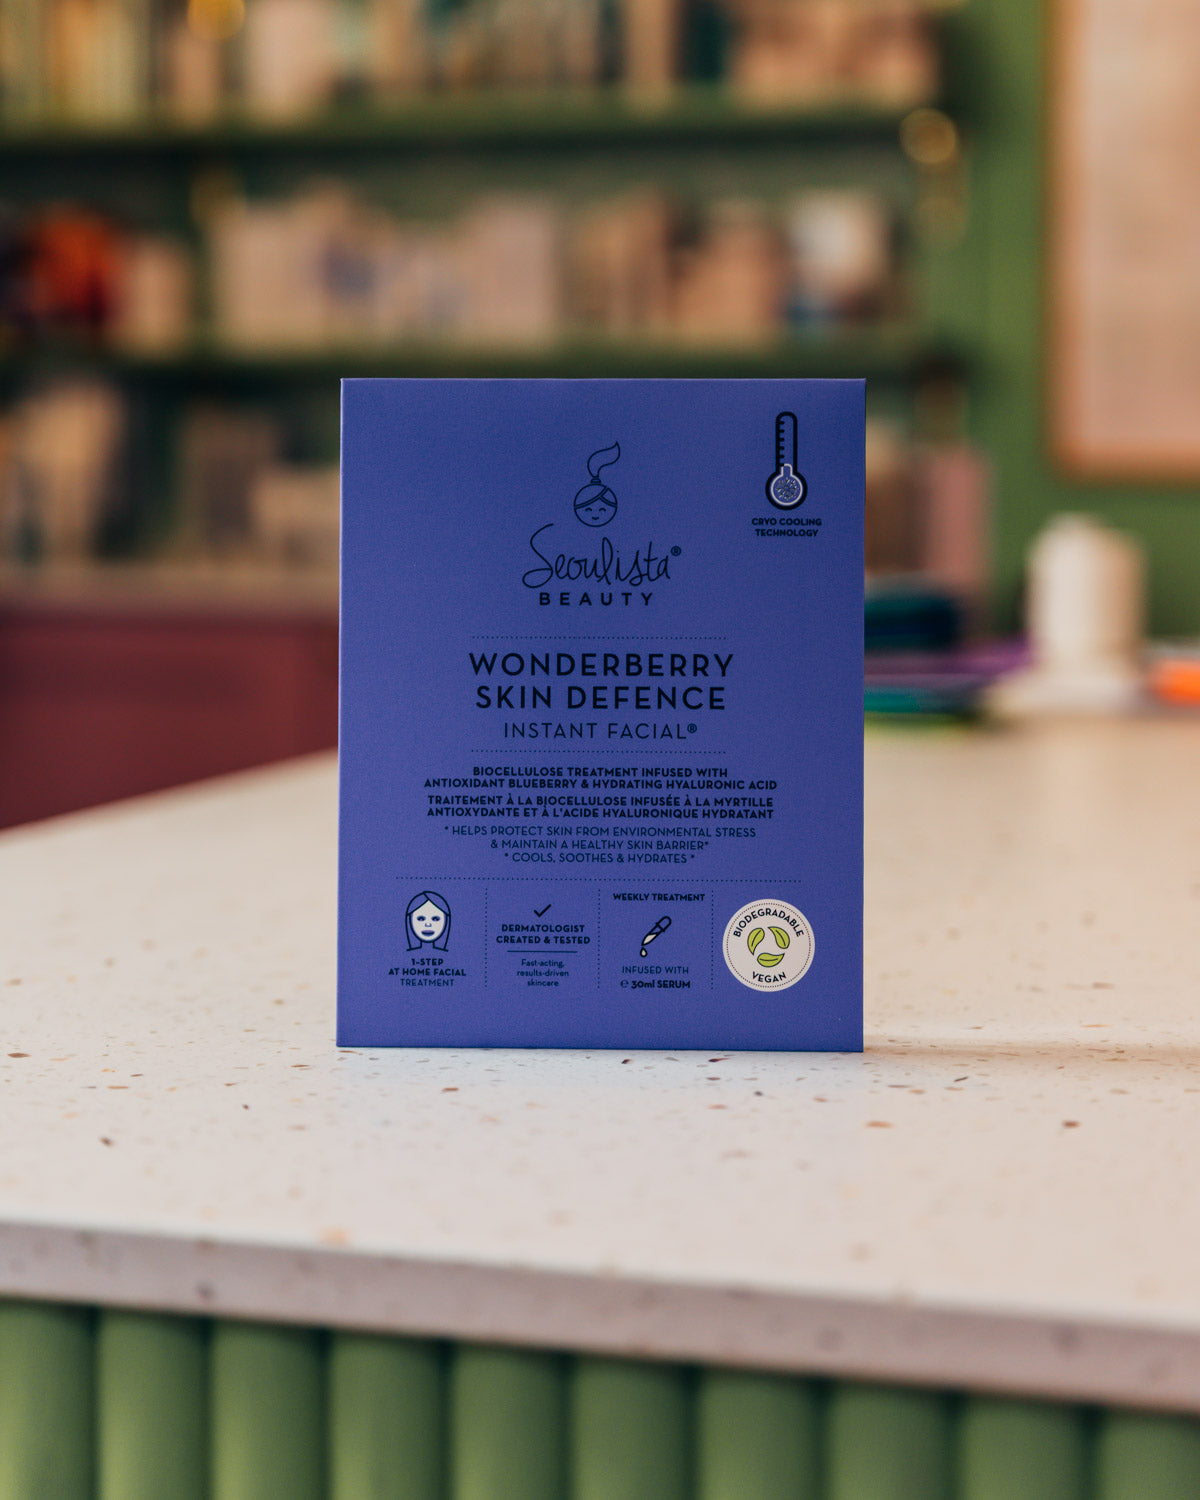 CRYO COOLING
TECHNOLOGY
Seoulista®
BEAUTY
WONDERBERRY
SKIN DEFENCE
INSTANT FACIAL®
BIOCELLULOSE TREATMENT INFUSED WITH
ANTIOXIDANT BLUEBERRY & HYDRATING HYALURONIC ACID
TRAITEMENT À LA BIOCELLULOSE INFUSÉE À LA MYRTILLE
ANTIOXYDANTE ET À L'ACIDE HYALURONIQUE HYDRATANT
* HELPS PROTECT SKIN FROM ENVIRONMENTAL STRESS
& MAINTAIN A HEALTHY SKIN BARRIER*
* COOLS, SOOTHES & HYDRATES *
1-STEP
AT HOME FACIAL
TREATMENT
DERMATOLOGIST
CREATED & TESTED
Fast-acting,
results-driven
skincare
WEEKLY TREATMENT
INFUSED WITH
℮ 30ml SERUM
BIODEGRADABLE
VEGAN